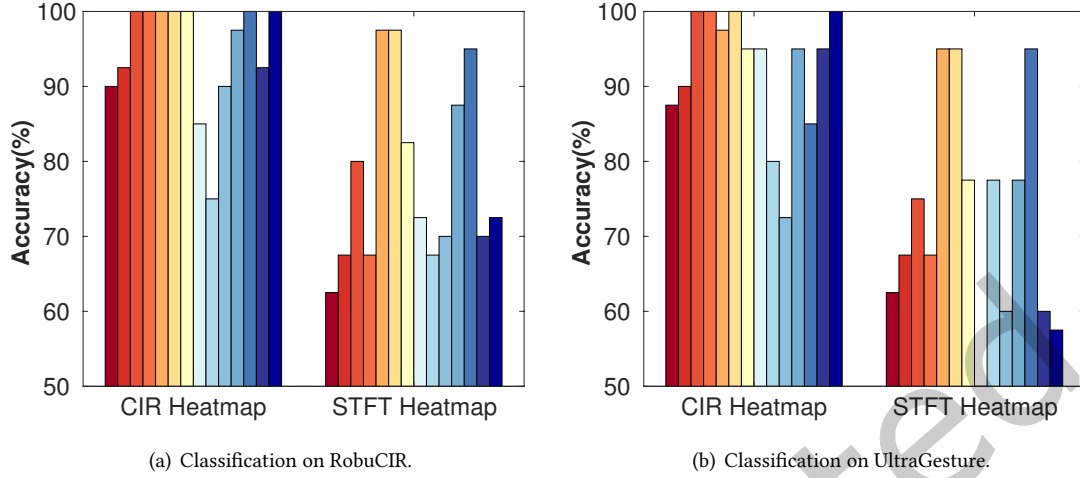 100
90
80
70
60
50
Accuracy(%)
CIR Heatmap STFT Heatmap
(a) Classification on RobuCIR.
100
90
80
70
60
50
Accuracy(%)
CIR Heatmap STFT Heatmap
(b) Classification on UltraGesture.
ted